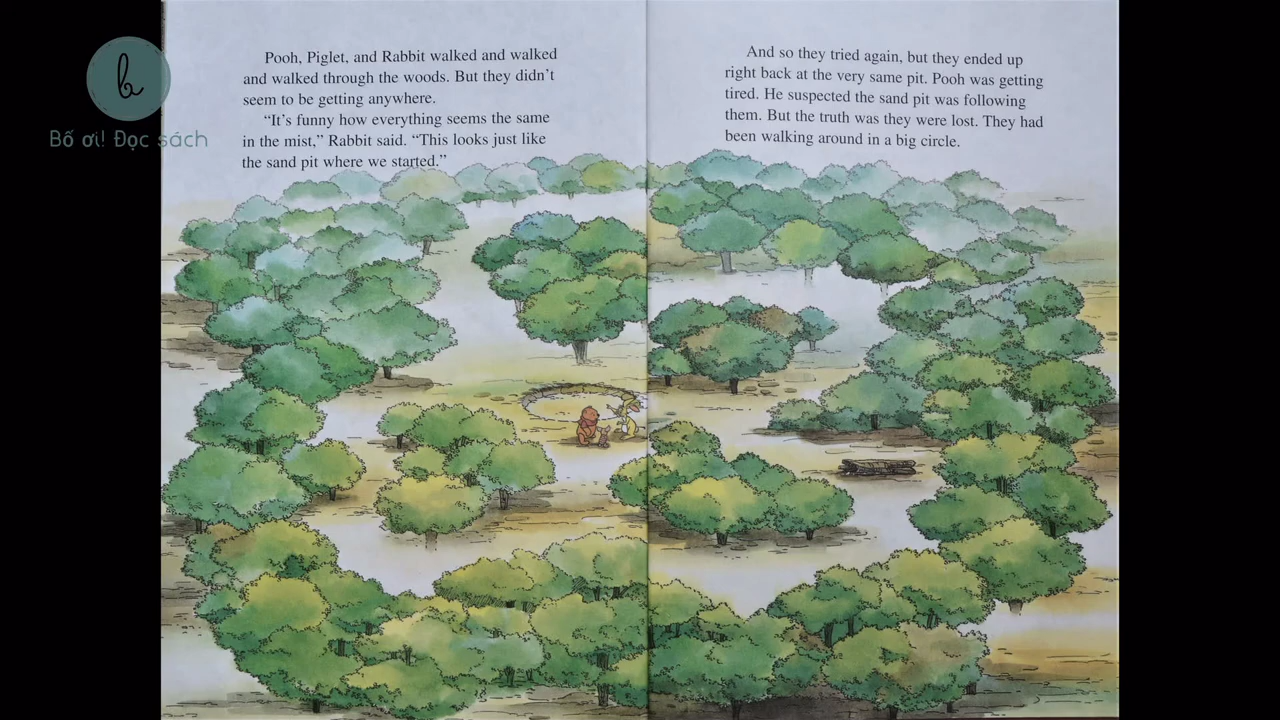 b
Bố ơi! Đọc sách
Pooh, Piglet, and Rabbit walked and walked
and walked through the woods. But they didn’t
seem to be getting anywhere.
“It’s funny how everything seems the same
in the mist,” Rabbit said. “This looks just like
the sand pit where we started.”
And so they tried again, but they ended up
right back at the very same pit. Pooh was getting
tired. He suspected the sand pit was following
them. But the truth was they were lost. They had
been walking around in a big circle.